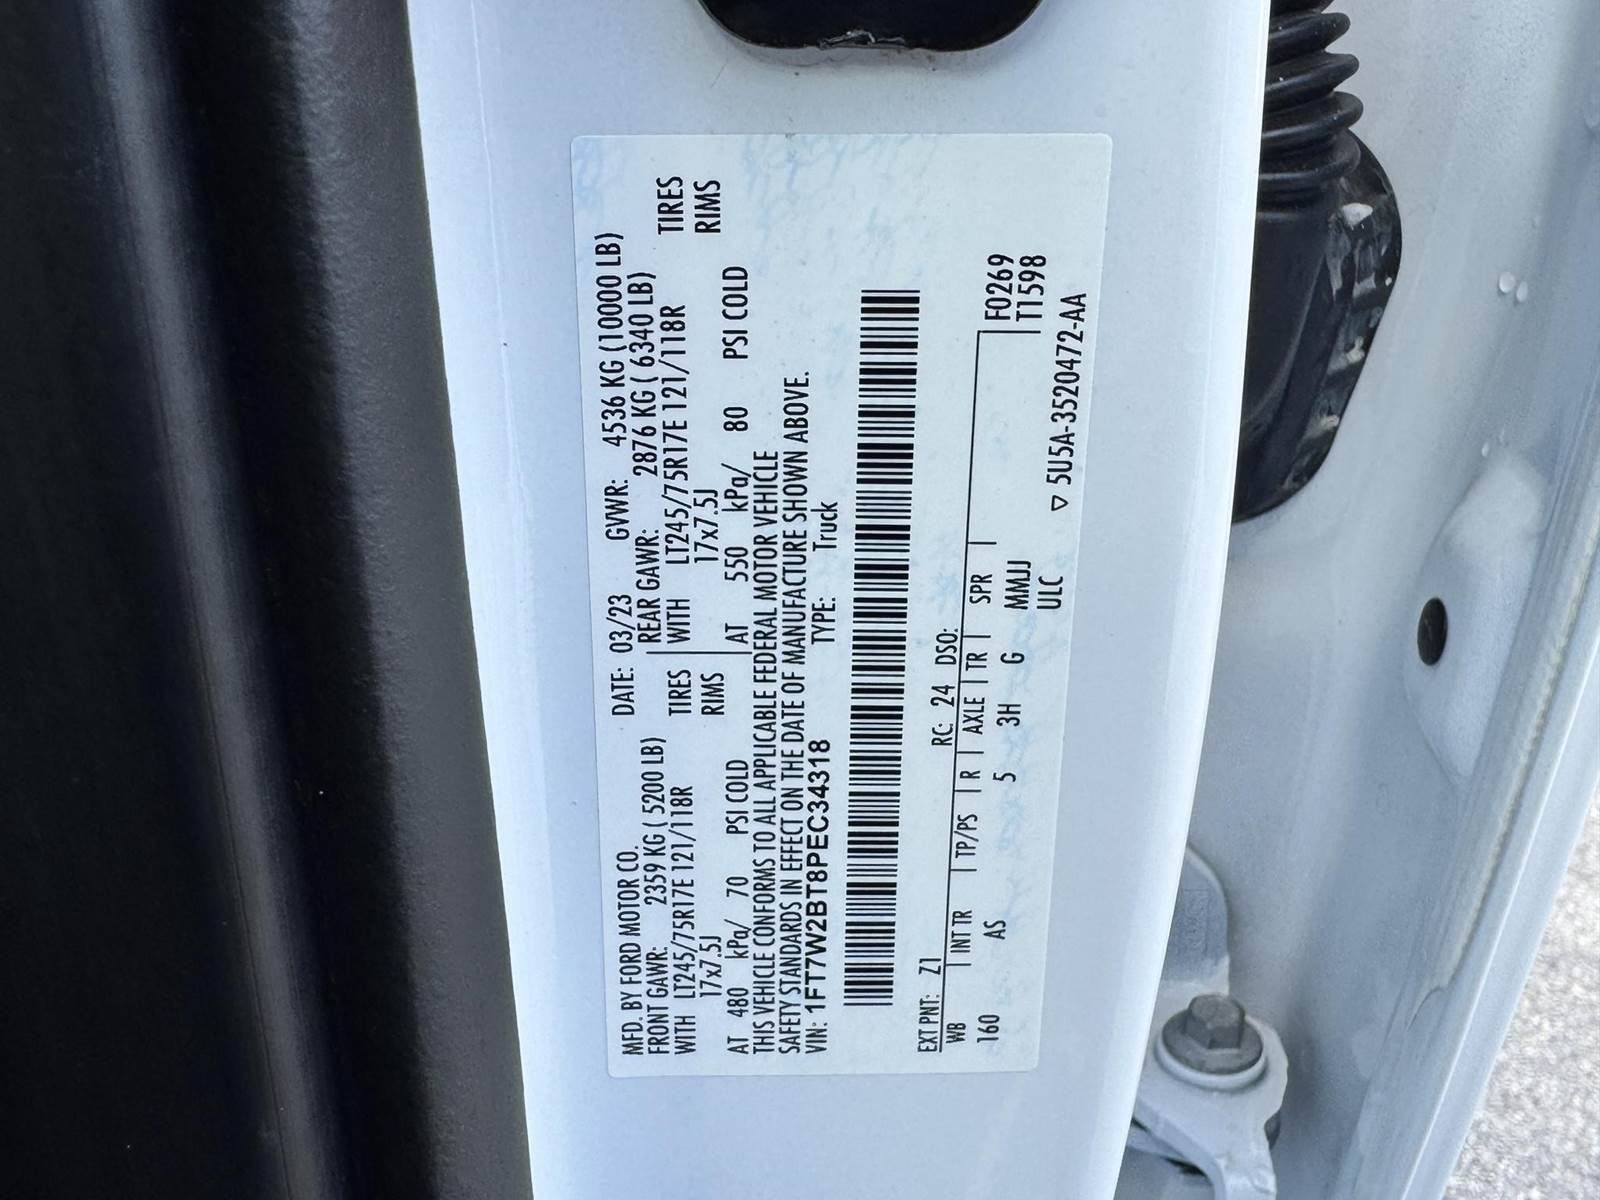 MFD. BY FORD MOTOR CO.
DATE: 03/23 GVWR: 4536 KG (10000 LB)
FRONT GAWR: 2359 KG ( 5200 LB)
REAR GAWR: 2876 KG ( 6340 LB)
WITH LT245/75R17E 121/118R TIRES
WITH LT245/75R17E 121/118R TIRES
17x7.5J RIMS
17x7.5J RIMS
AT 480 kPa/ 70 PSI COLD
AT 550 kPa/ 80 PSI COLD
THIS VEHICLE CONFORMS TO ALL APPLICABLE FEDERAL MOTOR VEHICLE
SAFETY STANDARDS IN EFFECT ON THE DATE OF MANUFACTURE SHOWN ABOVE.
VIN: 1FT7W2BT8PEC34318 TYPE: Truck
EXT PNT: Z1 RC: 24 DSO:
WB | INT TR | TP/PS | R | AXLE | TR | SPR | F0269
160 AS 5 3H G MMJJ T1598
ULC
▽ 5U5A-3520472-AA